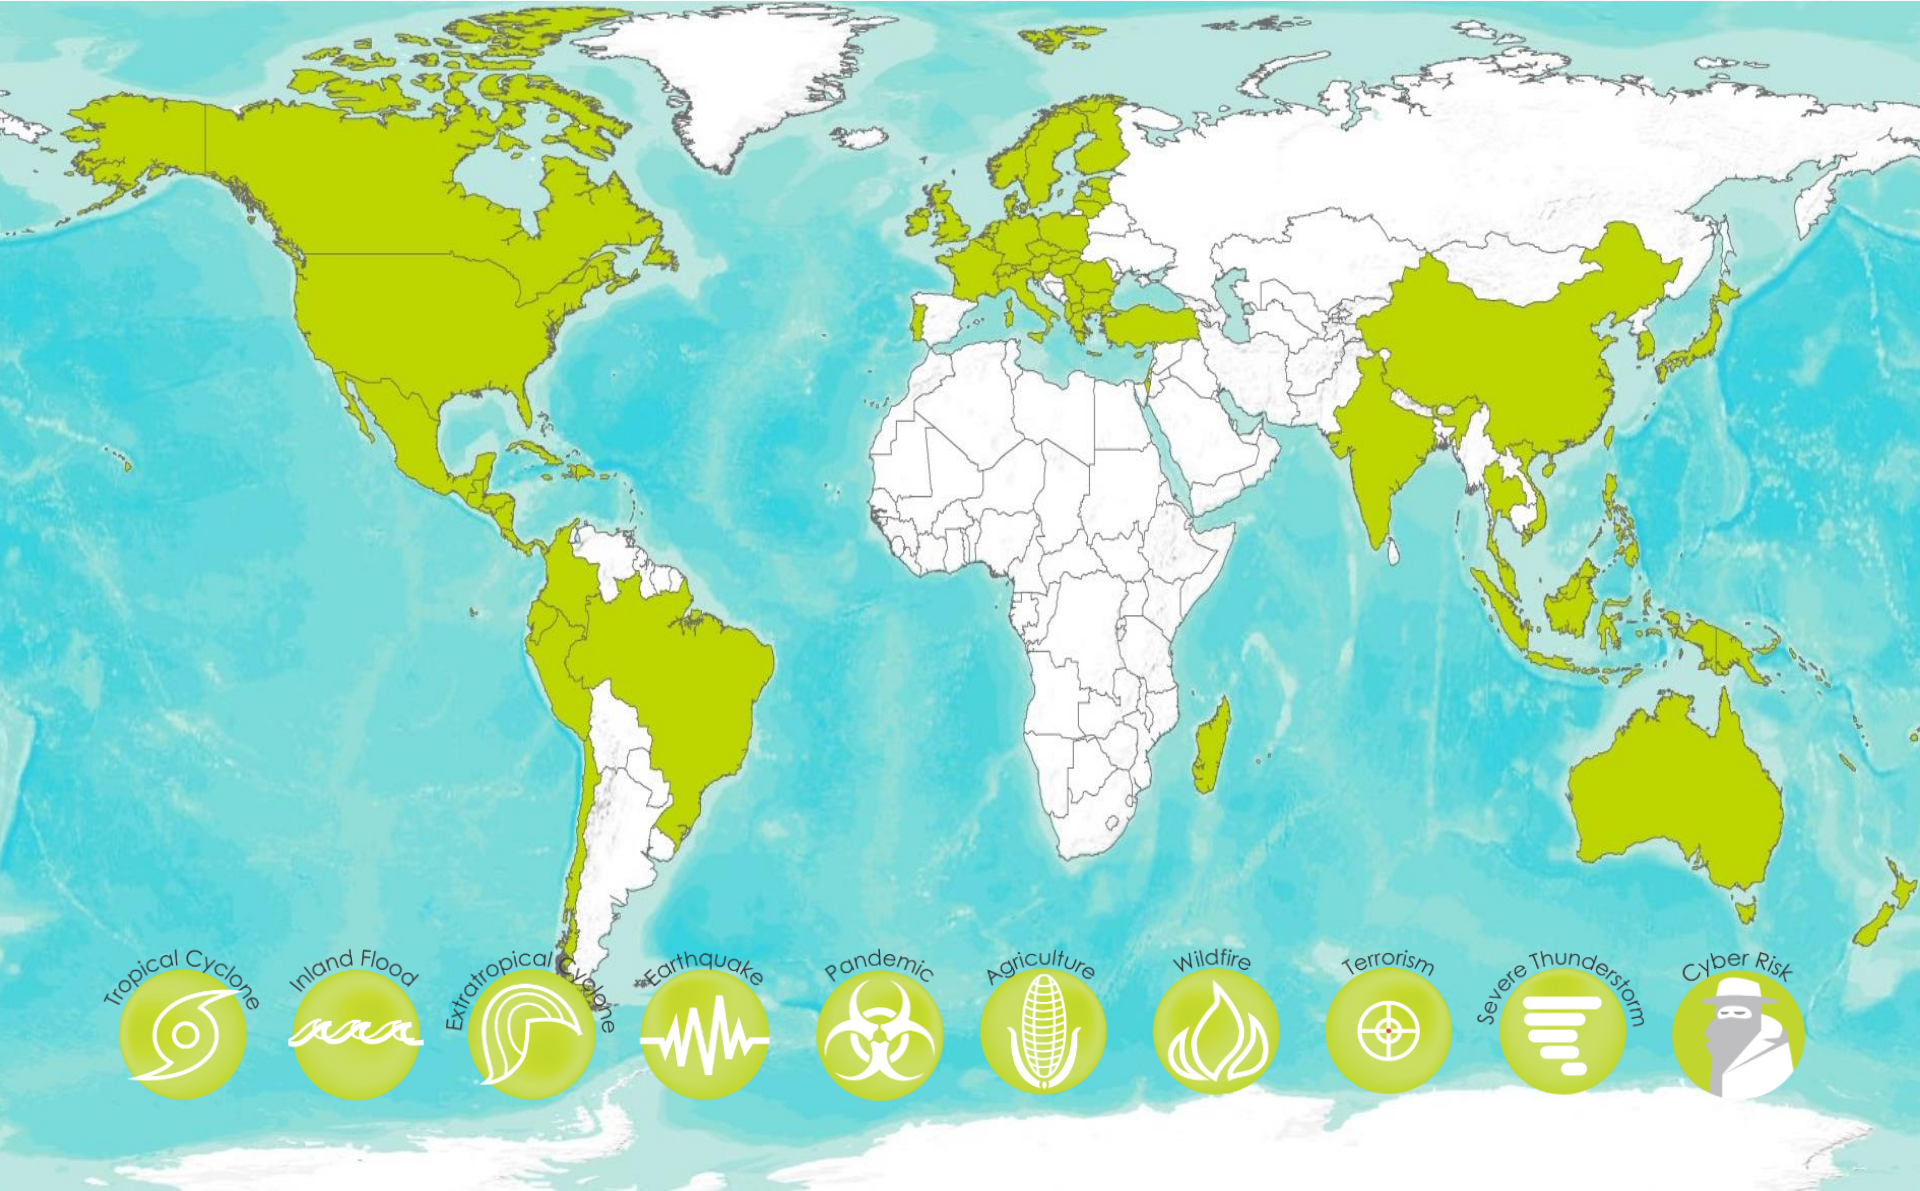 Tropical Cyclone
Inland Flood
Extratropical Cyclone
Earthquake
Pandemic
Agriculture
Wildfire
Terrorism
Severe Thunderstorm
Cyber Risk